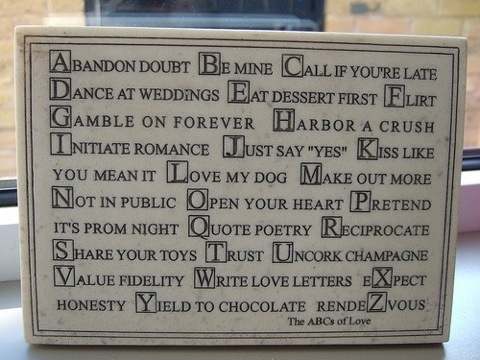 ABANDON DOUBT BE MINE CALL IF YOU'RE LATE
DANCE AT WEDDINGS EAT DESSERT FIRST FLIRT
GAMBLE ON FOREVER HARBOR A CRUSH
INITIATE ROMANCE JUST SAY "YES" KISS LIKE
YOU MEAN IT LOVE MY DOG MAKE OUT MORE
NOT IN PUBLIC OPEN YOUR HEART PRETEND
IT'S PROM NIGHT QUOTE POETRY RECIPROCATE
SHARE YOUR TOYS TRUST UNCORK CHAMPAGNE
VALUE FIDELITY WRITE LOVE LETTERS EXPECT
HONESTY YIELD TO CHOCOLATE RENDEZVOUS
The ABCs of Love